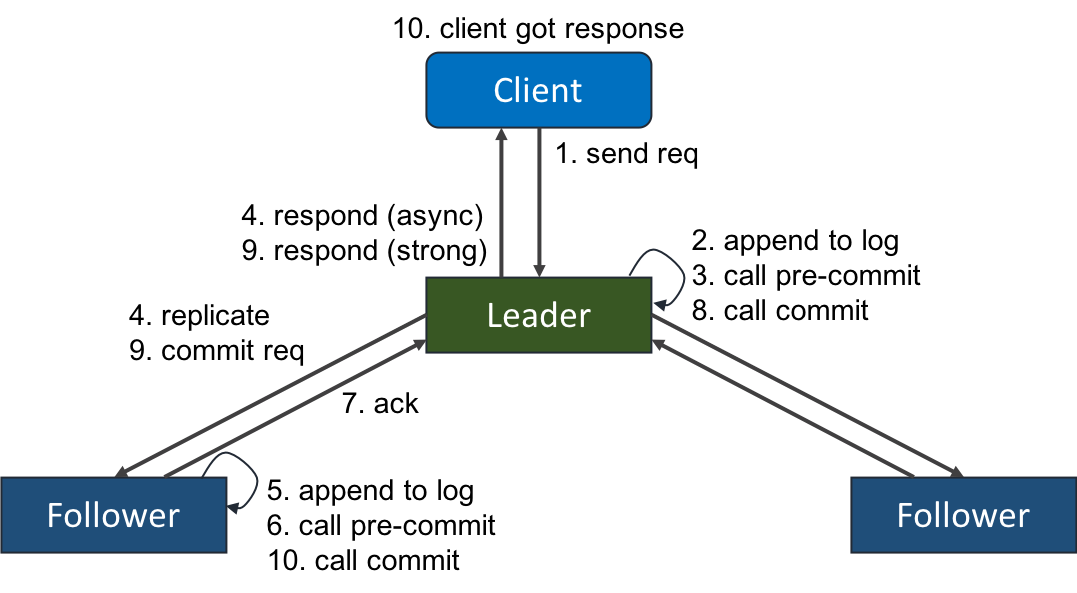 10. client got response
Client
1. send req
4. respond (async)
9. respond (strong)
2. append to log
3. call pre-commit
8. call commit
Leader
4. replicate
9. commit req
7. ack
Follower
5. append to log
6. call pre-commit
10. call commit
Follower